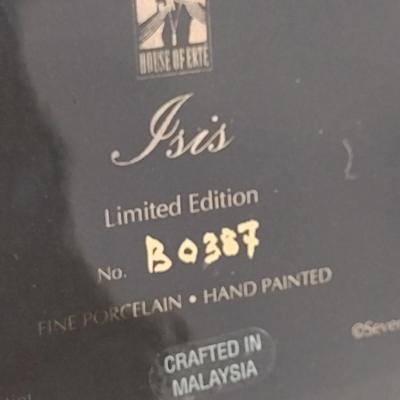 HOUSE OF ERTE
Isis
Limited Edition
No. B0387
FINE PORCELAIN • HAND PAINTED
CRAFTED IN
MALAYSIA